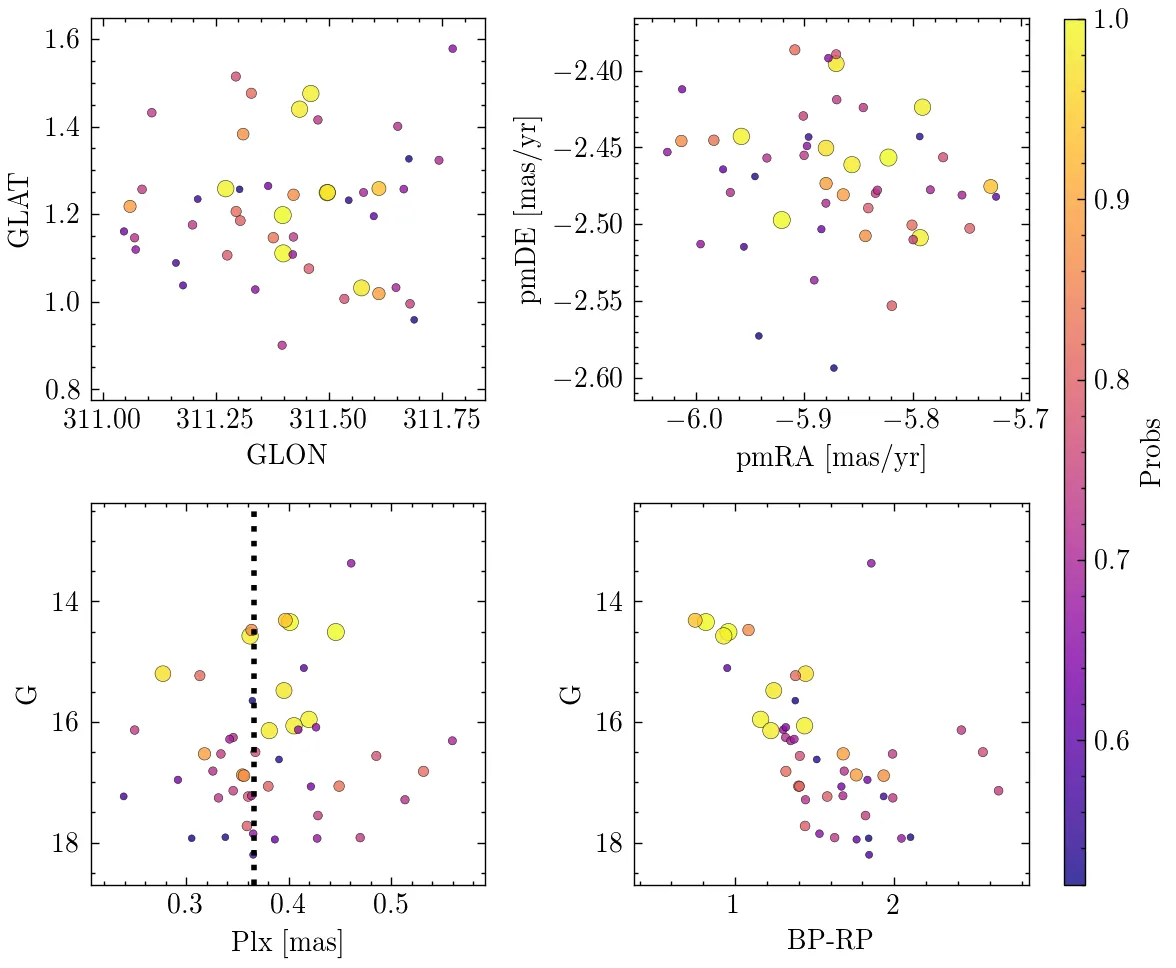 1.6
1.4
1.2
1.0
0.8
GLAT
311.00 311.25 311.50 311.75
GLON
−2.40
−2.45
−2.50
−2.55
−2.60
pmDE [mas/yr]
−6.0 −5.9 −5.8 −5.7
pmRA [mas/yr]
1.0
0.9
0.8
0.7
0.6
Probs
14
16
18
G
0.3 0.4 0.5
Plx [mas]
14
16
18
G
1 2
BP-RP